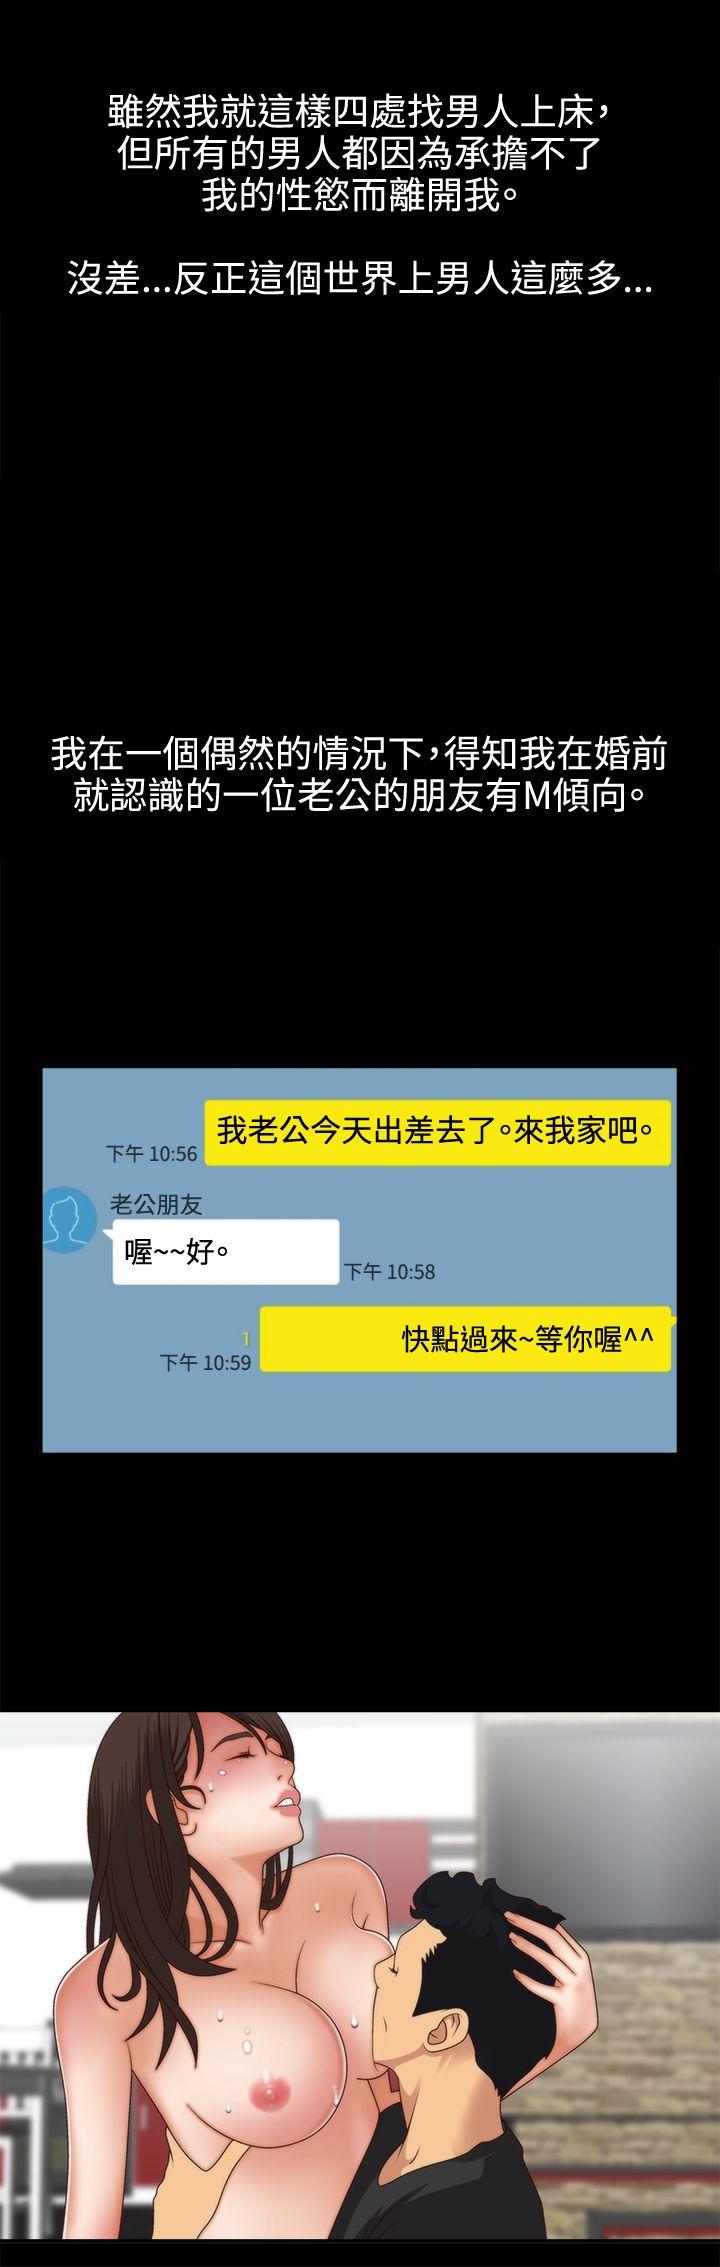 雖然我就這樣四處找男人上床，
但所有的男人都因為承擔不了
我的性慾而離開我。
沒差...反正這個世界上男人這麼多...
我在一個偶然的情況下，得知我在婚前
就認識的一位老公的朋友有M傾向。
我老公今天出差去了。來我家吧。
下午 10:56
老公朋友
喔~~好。
下午 10:58
快點過來~等你喔^^
1
下午 10:59